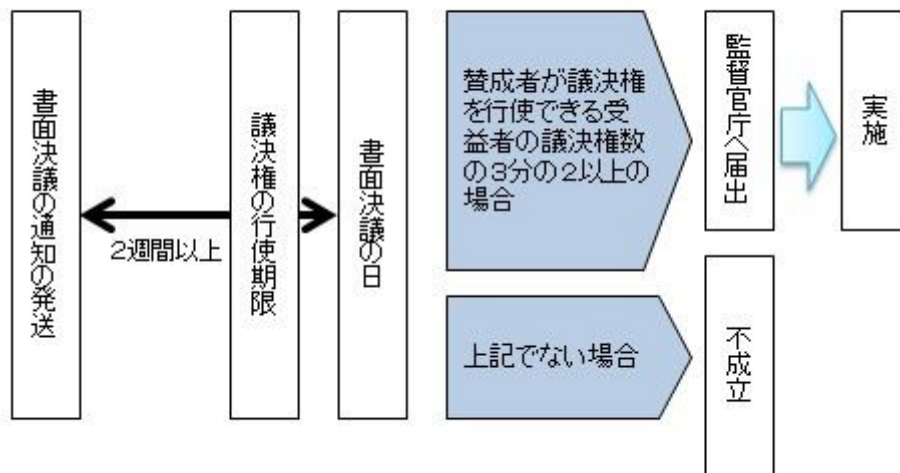 書面決議の通知の発送
2週間以上
議決権の行使期限
書面決議の日
賛成者が議決権
を行使できる受
益者の議決権数
の3分の2以上の
場合
監督官庁へ届出
実施
上記でない場合
不成立